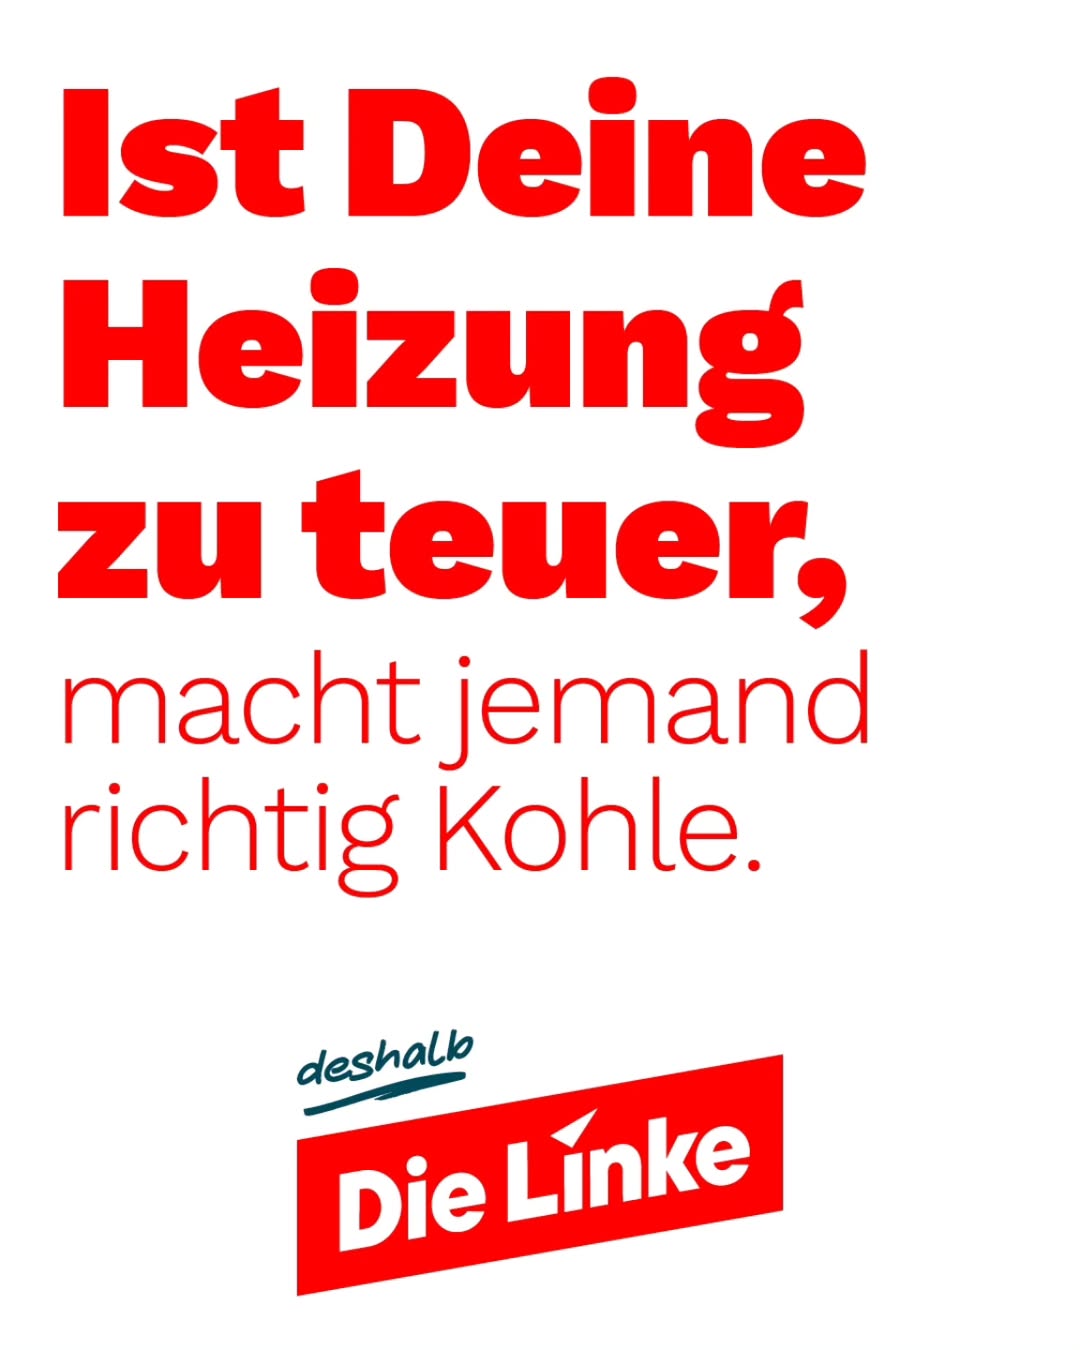 Ist Deine
Heizung
zu teuer,
macht jemand
richtig Kohle.
deshalb
Die Linke